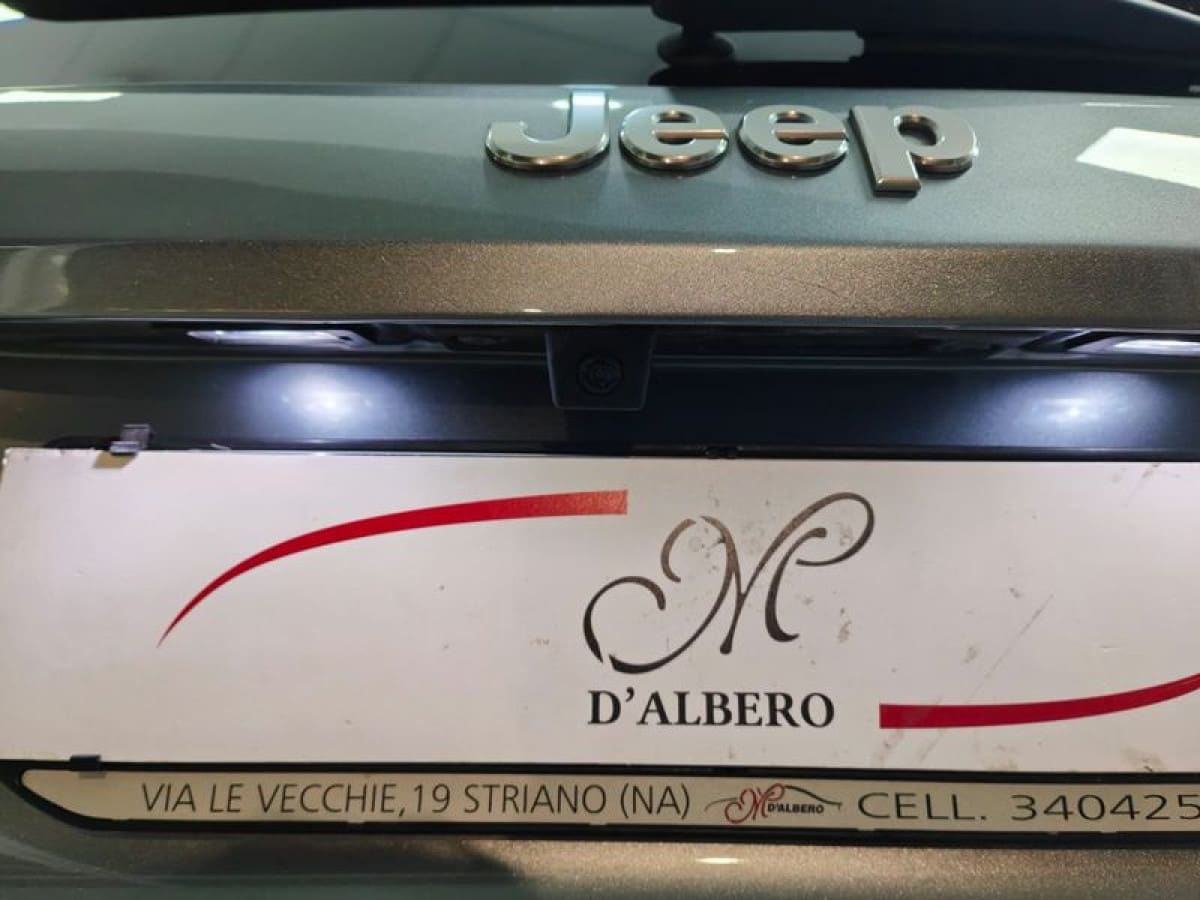 Jeep
M
D'ALBERO
VIA LE VECCHIE,19 STRIANO (NA) M D'ALBERO CELL. 340425